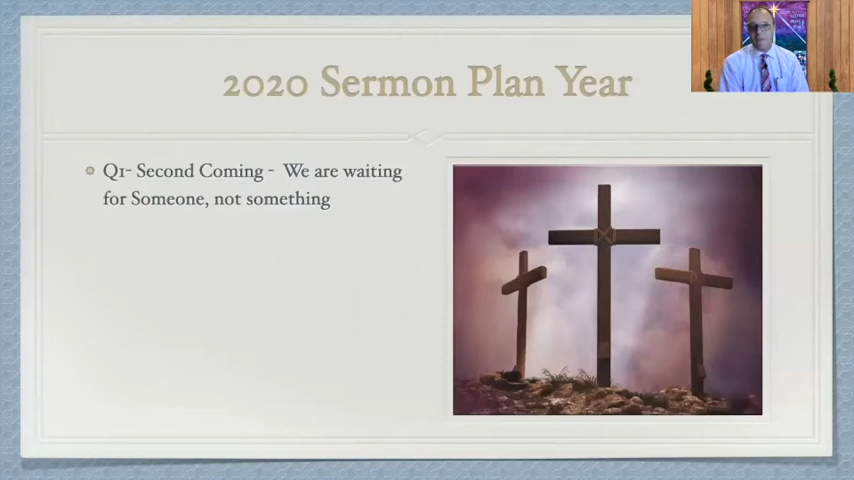 2020 Sermon Plan Year
Q1- Second Coming - We are waiting
for Someone, not something